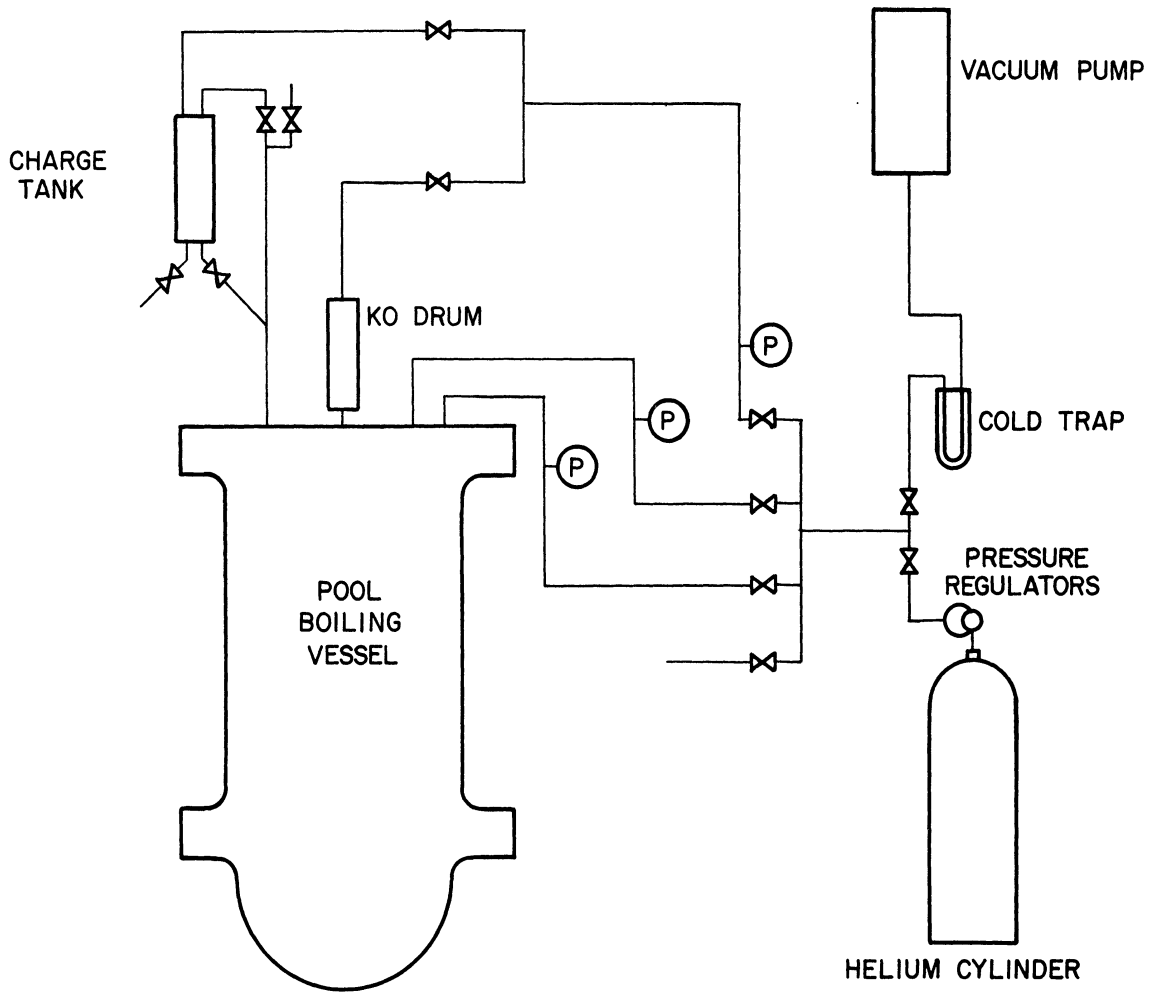 VACUUM PUMP
CHARGE
TANK
KO DRUM
P
P
COLD TRAP
P
PRESSURE
REGULATORS
POOL
BOILING
VESSEL
HELIUM CYLINDER